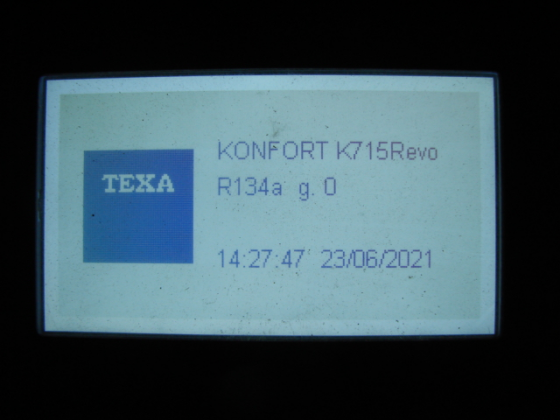 KONFORT K715Revo
TEXA
R134a g. 0
14:27:47 23/06/2021